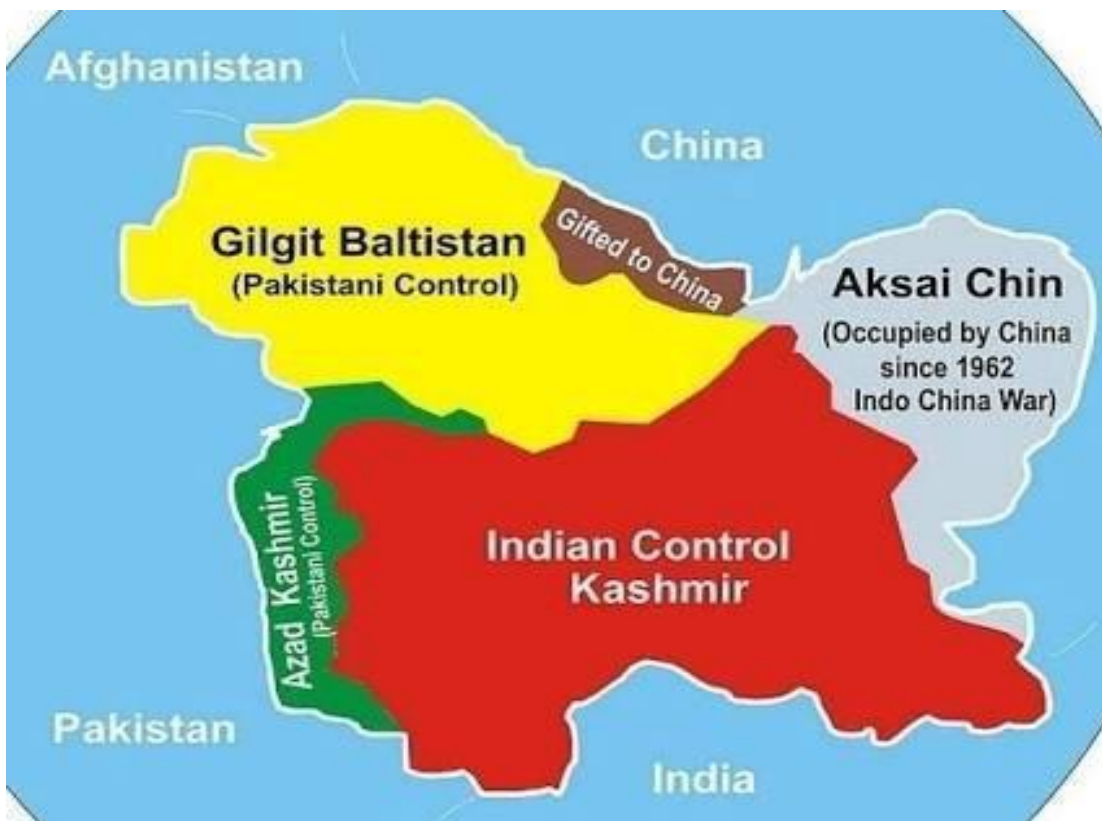 Afghanistan
China
Gilgit Baltistan
(Pakistani Control)
Gifted to China
Aksai Chin
(Occupied by China
since 1962
Indo China War)
Azad Kashmir
(Pakistani Control)
Indian Control
Kashmir
Pakistan
India